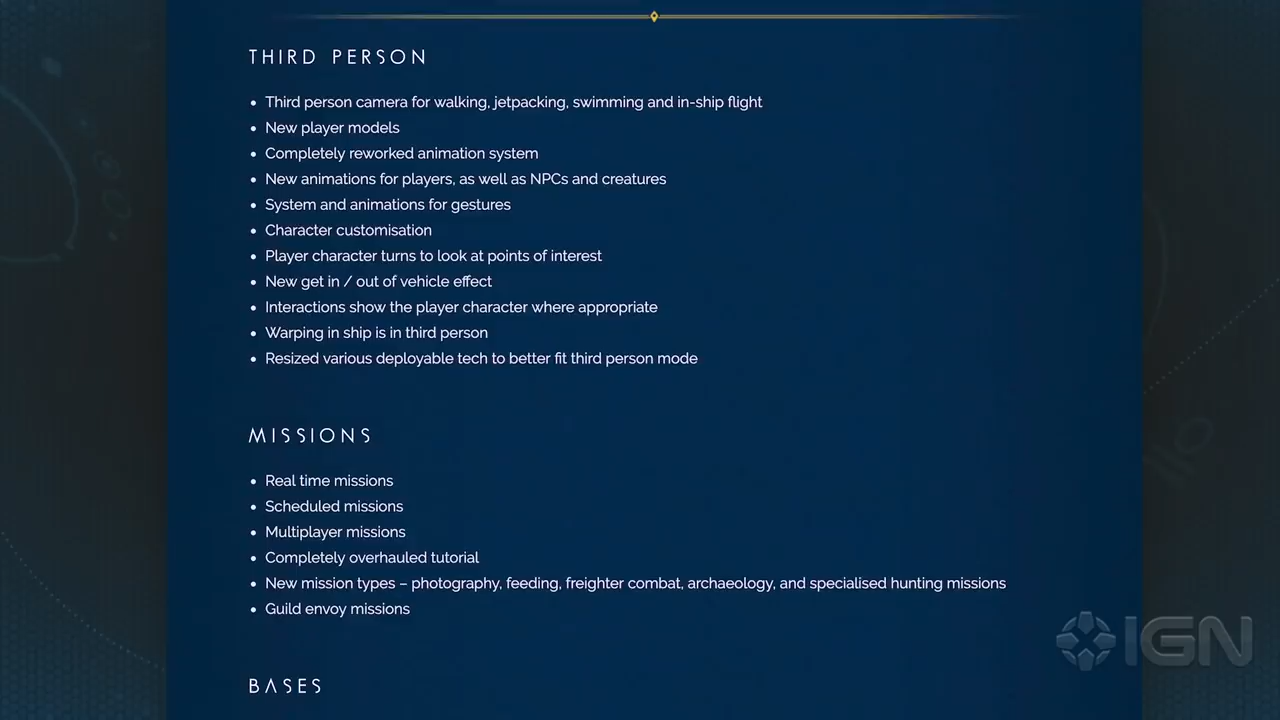 THIRD PERSON
• Third person camera for walking, jetpacking, swimming and in-ship flight
• New player models
• Completely reworked animation system
• New animations for players, as well as NPCs and creatures
• System and animations for gestures
• Character customisation
• Player character turns to look at points of interest
• New get in / out of vehicle effect
• Interactions show the player character where appropriate
• Warping in ship is in third person
• Resized various deployable tech to better fit third person mode
MISSIONS
• Real time missions
• Scheduled missions
• Multiplayer missions
• Completely overhauled tutorial
• New mission types – photography, feeding, freighter combat, archaeology, and specialised hunting missions
• Guild envoy missions
IGN
BASES